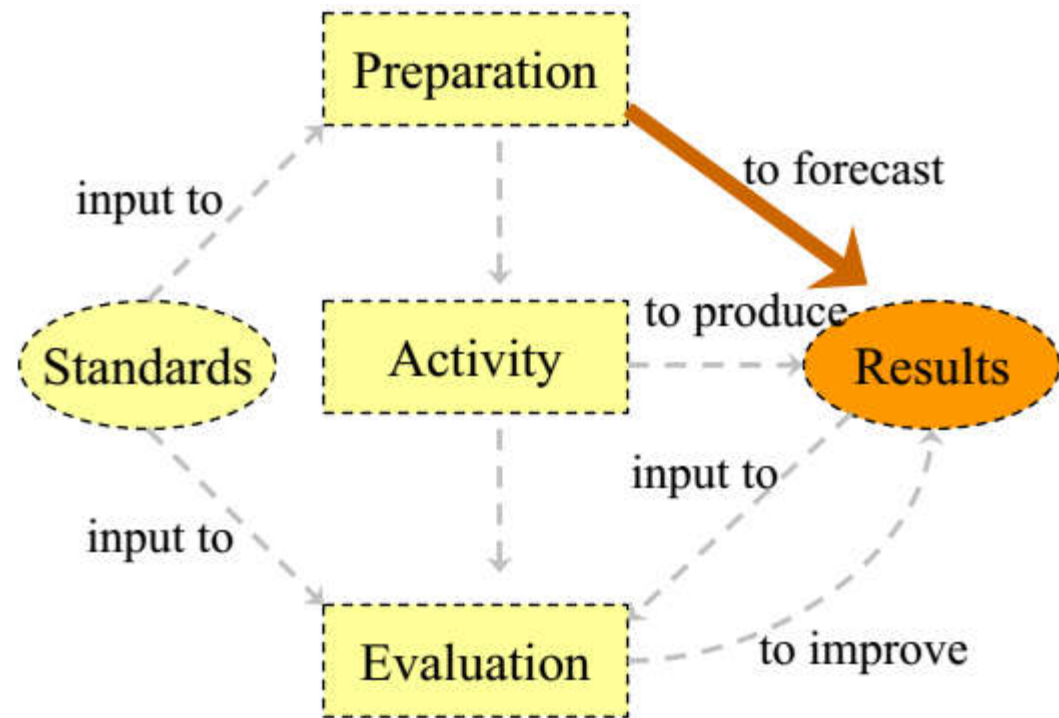 Preparation
to forecast
input to
to produce
Standards
Activity
Results
input to
input to
to improve
Evaluation